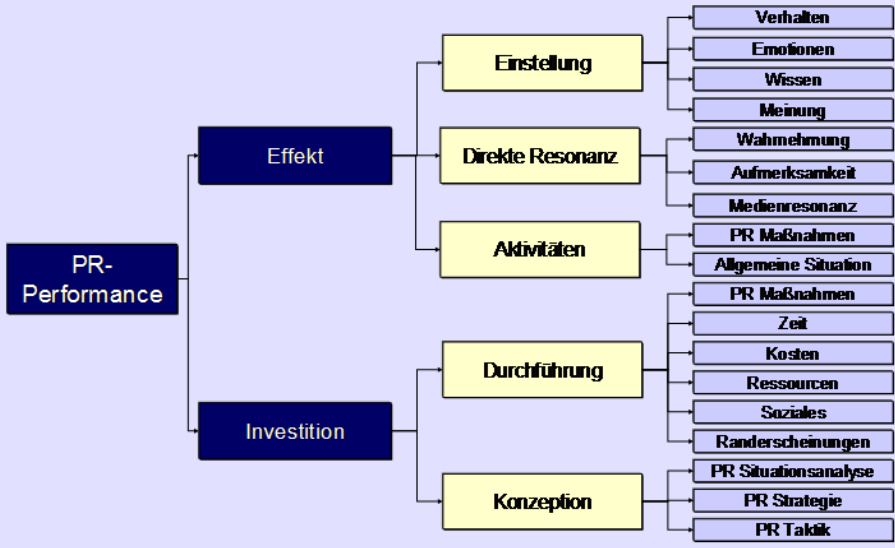 PR-
Performance
Effekt
Investition
Einstellung
Direkte Resonanz
Aktivitäten
Durchführung
Konzeption
Verhalten
Emotionen
Wissen
Meinung
Wahrnehmung
Aufmerksamkeit
Medienresonanz
PR Maßnahmen
Allgemeine Situation
PR Maßnahmen
Zeit
Kosten
Ressourcen
Soziales
Randerscheinungen
PR Situationsanalyse
PR Strategie
PR Taktik